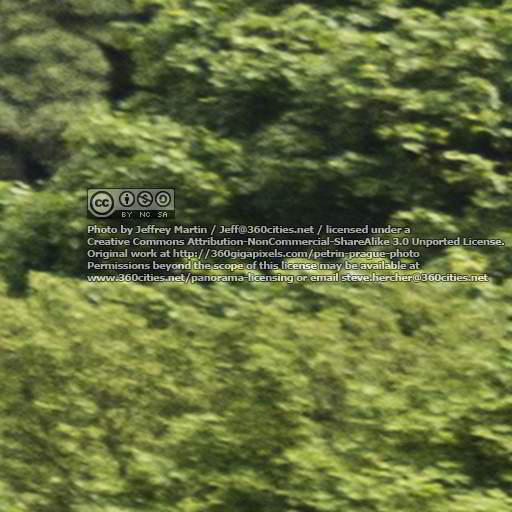 cc
BY NC SA
Photo by Jeffrey Martin / Jeff@360cities.net / licensed under a
Creative Commons Attribution-NonCommercial-ShareAlike 3.0 Unported License.
Original work at http://360gigapixels.com/petrin-prague-photo
Permissions beyond the scope of this license may be available at
www.360cities.net/panorama-licensing or email steve.hercher@360cities.net